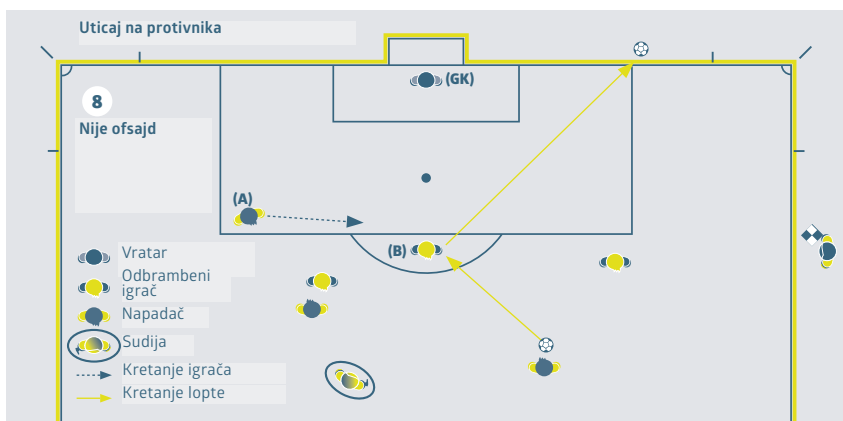 Uticaj na protivnika
(GK)
8
Nije ofsajd
(A)
(B)
Vratar
Odbrambeni
igrač
Napadač
Sudija
Kretanje igrača
Kretanje lopte